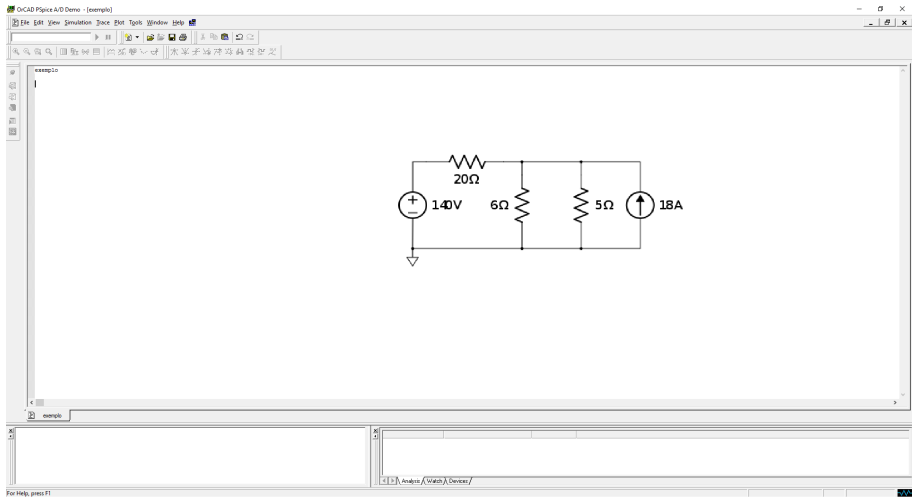 OrCAD PSpice A/D Demo - [exemplo]
File Edit View Simulation Trace Plot Tools Window Help
exemplo
20Ω
140V
6Ω
5Ω
18A
exemplo
Analysis Watch Devices
For Help, press F1